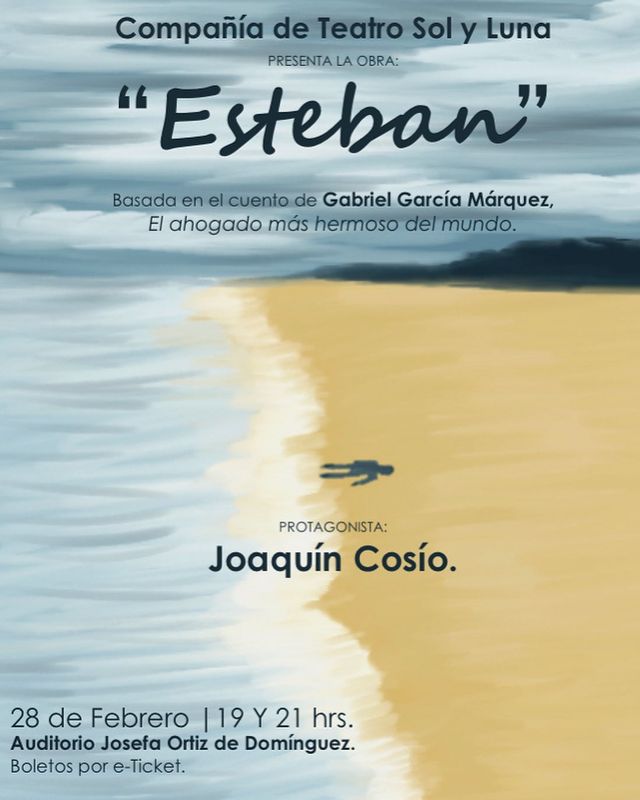 Compañía de Teatro Sol y Luna
PRESENTA LA OBRA:
“Esteban”
Basada en el cuento de Gabriel García Márquez,
El ahogado más hermoso del mundo.
PROTAGONISTA:
Joaquín Cosío.
28 de Febrero |19 Y 21 hrs.
Auditorio Josefa Ortiz de Domínguez.
Boletos por e-Ticket.